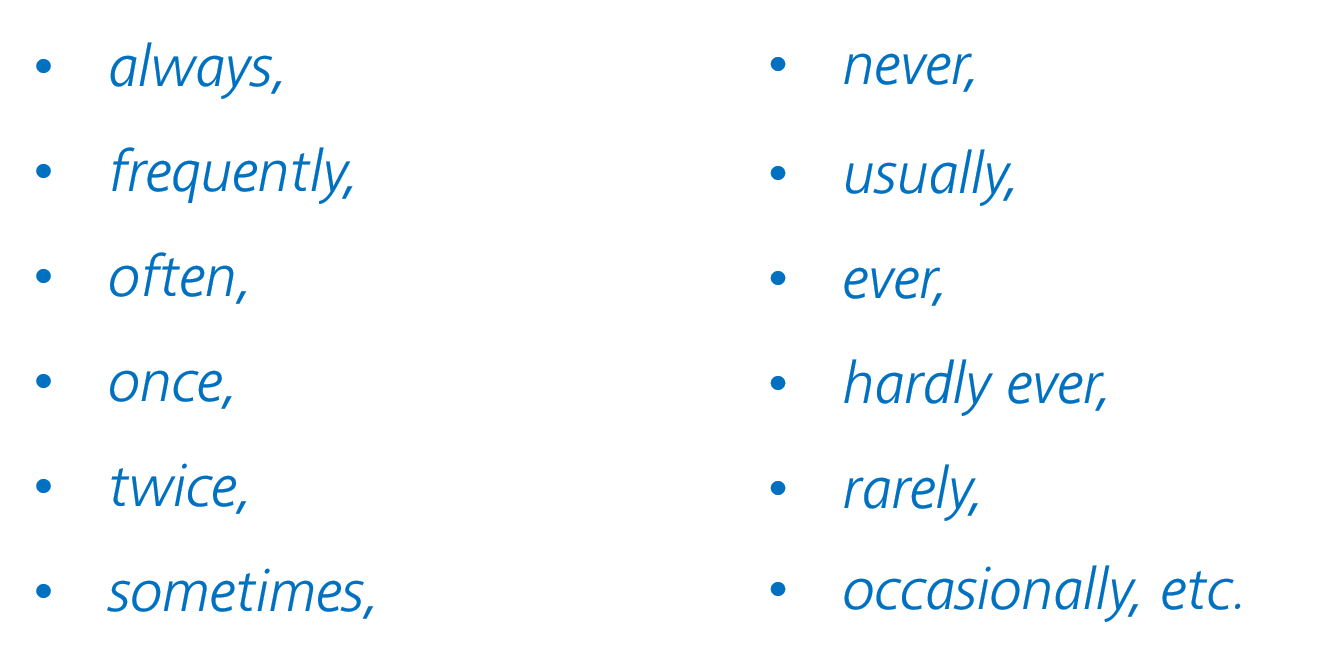 • always,
• frequently,
• often,
• once,
• twice,
• sometimes,
• never,
• usually,
• ever,
• hardly ever,
• rarely,
• occasionally, etc.